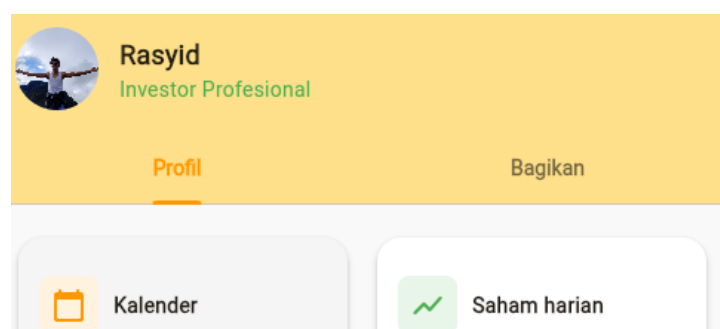 Rasyid
Investor Profesional
Profil
Bagikan
Kalender
Saham harian